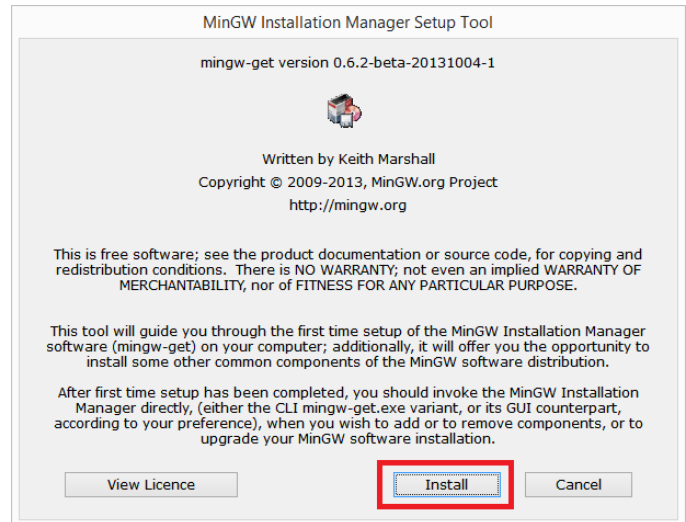 MinGW Installation Manager Setup Tool
mingw-get version 0.6.2-beta-20131004-1
Written by Keith Marshall
Copyright © 2009-2013, MinGW.org Project
http://mingw.org
This is free software; see the product documentation or source code, for copying and
redistribution conditions.  There is NO WARRANTY; not even an implied WARRANTY OF
MERCHANTABILITY, nor of FITNESS FOR ANY PARTICULAR PURPOSE.
This tool will guide you through the first time setup of the MinGW Installation Manager
software (mingw-get) on your computer; additionally, it will offer you the opportunity to
install some other common components of the MinGW software distribution.
After first time setup has been completed, you should invoke the MinGW Installation
Manager directly, (either the CLI mingw-get.exe variant, or its GUI counterpart,
according to your preference), when you wish to add or to remove components, or to
upgrade your MinGW software installation.
View Licence Install Cancel